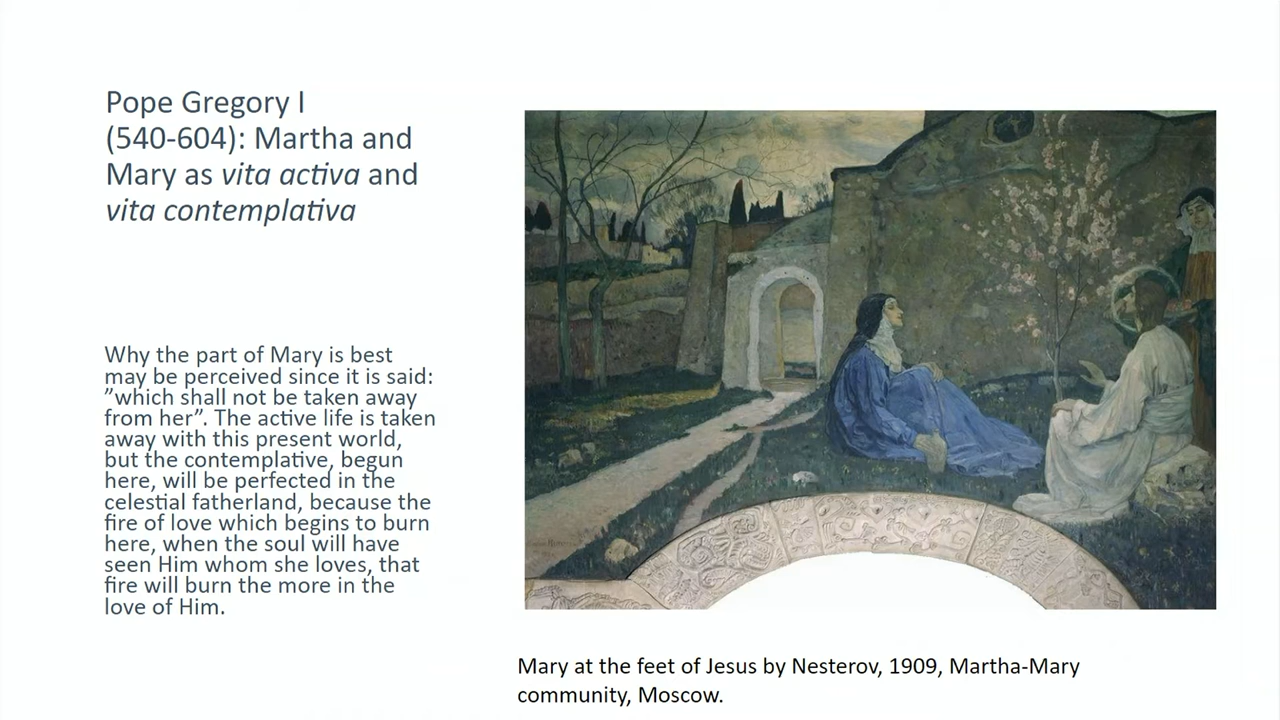 Pope Gregory I
(540-604): Martha and
Mary as vita activa and
vita contemplativa
Why the part of Mary is best
may be perceived since it is said:
”which shall not be taken away
from her”. The active life is taken
away with this present world,
but the contemplative, begun
here, will be perfected in the
celestial fatherland, because the
fire of love which begins to burn
here, when the soul will have
seen Him whom she loves, that
fire will burn the more in the
love of Him.
Mary at the feet of Jesus by Nesterov, 1909, Martha-Mary
community, Moscow.